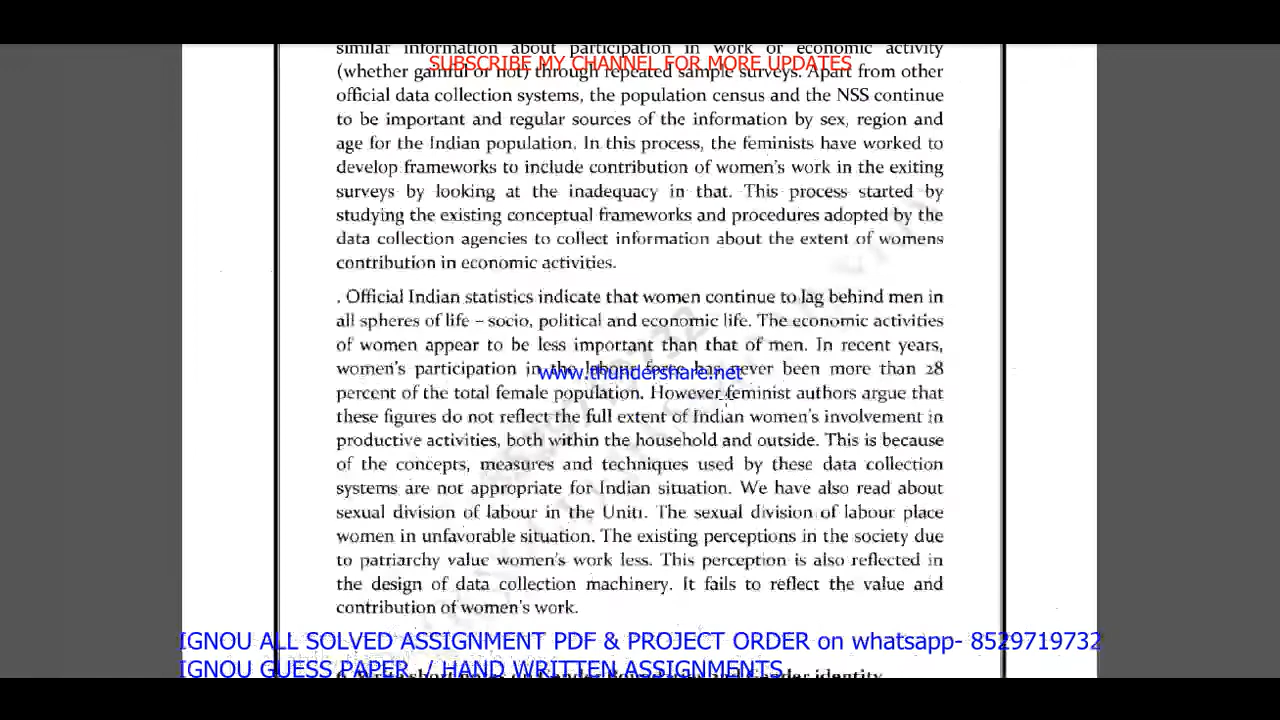 similar information about participation in work or economic activity
SUBSCRIBE MY CHANNEL FOR MORE UPDATES
(whether gainful or not) through repeated sample surveys. Apart from other
official data collection systems, the population census and the NSS continue
to be important and regular sources of the information by sex, region and
age for the Indian population. In this process, the feminists have worked to
develop frameworks to include contribution of women's work in the exiting
surveys by looking at the inadequacy in that. This process started by
studying the existing conceptual frameworks and procedures adopted by the
data collection agencies to collect information about the extent of womens
contribution in economic activities.
. Official Indian statistics indicate that women continue to lag behind men in
all spheres of life – socio, political and economic life. The economic activities
of women appear to be less important than that of men. In recent years,
women's participation in the labour force has never been more than 28
www.thundershare.net
percent of the total female population. However feminist authors argue that
these figures do not reflect the full extent of Indian women's involvement in
productive activities, both within the household and outside. This is because
of the concepts, measures and techniques used by these data collection
systems are not appropriate for Indian situation. We have also read about
sexual division of labour in the Unit1. The sexual division of labour place
women in unfavorable situation. The existing perceptions in the society due
to patriarchy value women's work less. This perception is also reflected in
the design of data collection machinery. It fails to reflect the value and
contribution of women's work.
IGNOU ALL SOLVED ASSIGNMENT PDF & PROJECT ORDER on whatsapp- 8529719732
IGNOU GUESS PAPER / HAND WRITTEN ASSIGNMENTS
short and Gender identity